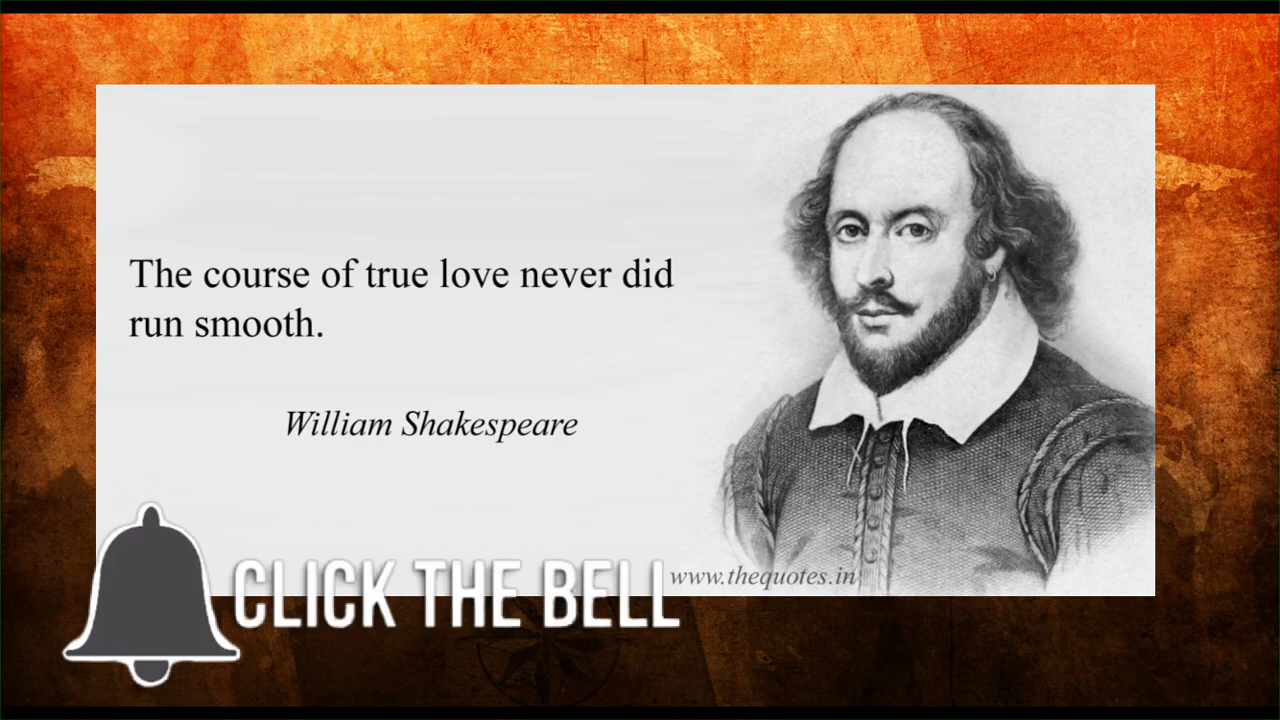 The course of true love never did
run smooth.
William Shakespeare
CLICK THE BELL
www.thequotes.in